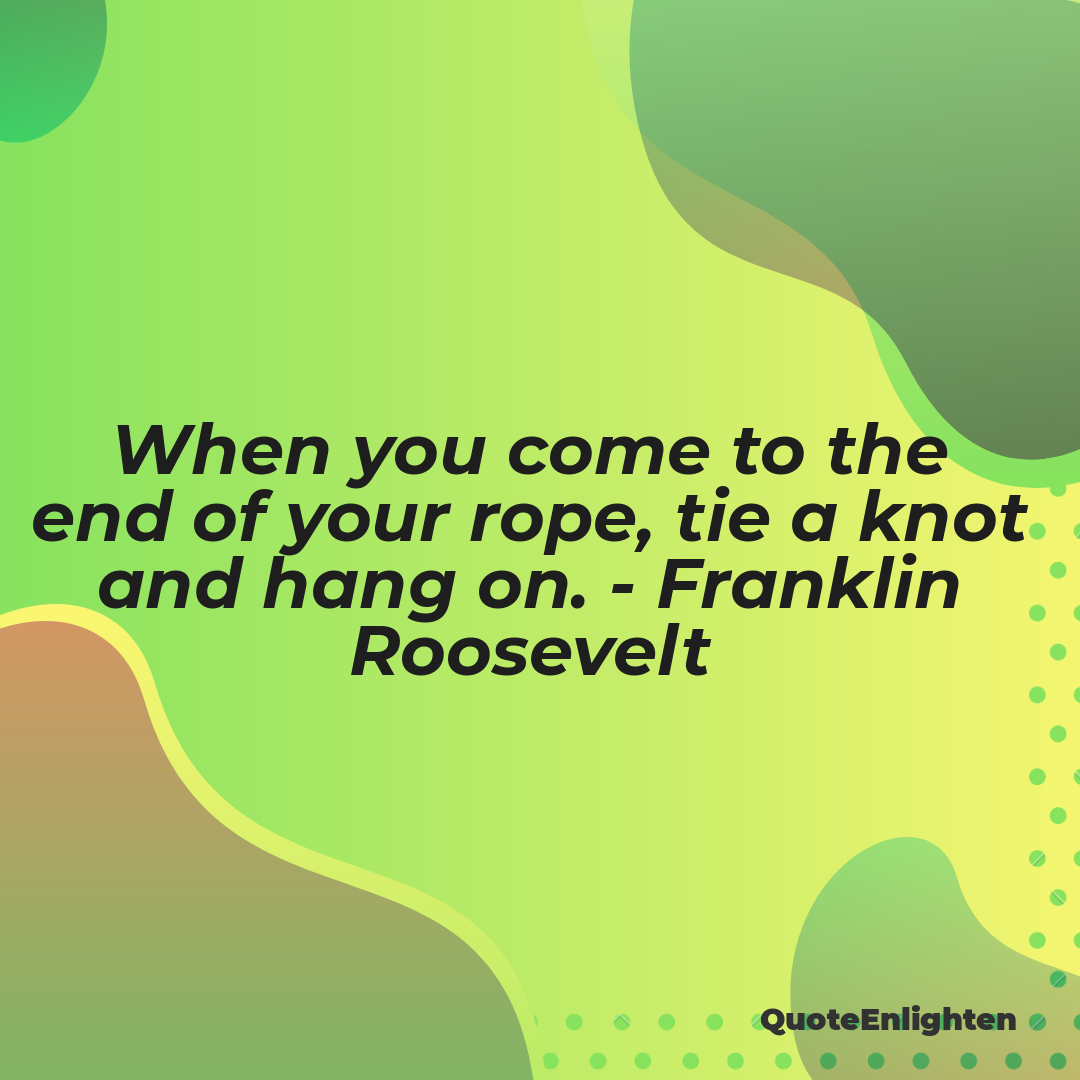 When you come to the
end of your rope, tie a knot
and hang on. - Franklin
Roosevelt
QuoteEnlighten